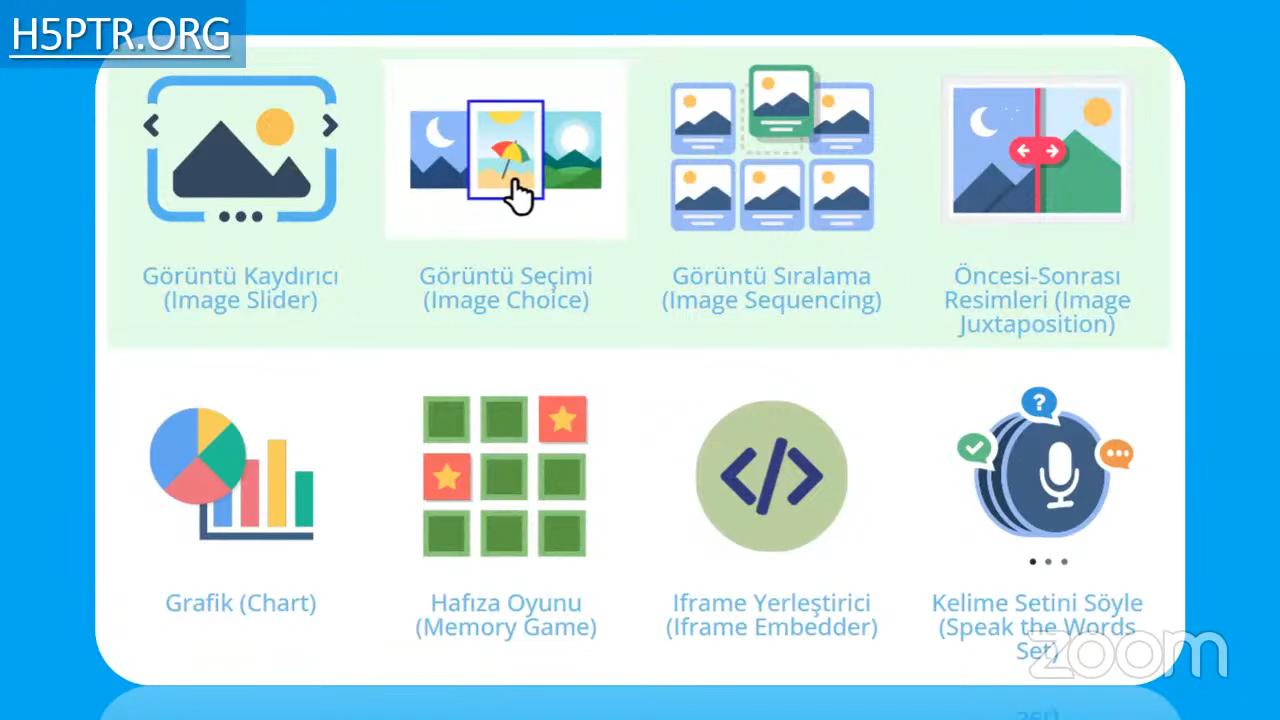 H5PTR.ORG
Görüntü Kaydırıcı
(Image Slider)
Görüntü Seçimi
(Image Choice)
Görüntü Sıralama
(Image Sequencing)
Öncesi-Sonrası
Resimleri (Image
Juxtaposition)
Grafik (Chart)
Hafıza Oyunu
(Memory Game)
Iframe Yerleştirici
(Iframe Embedder)
Kelime Setini Söyle
(Speak the Words
Set)
zoom